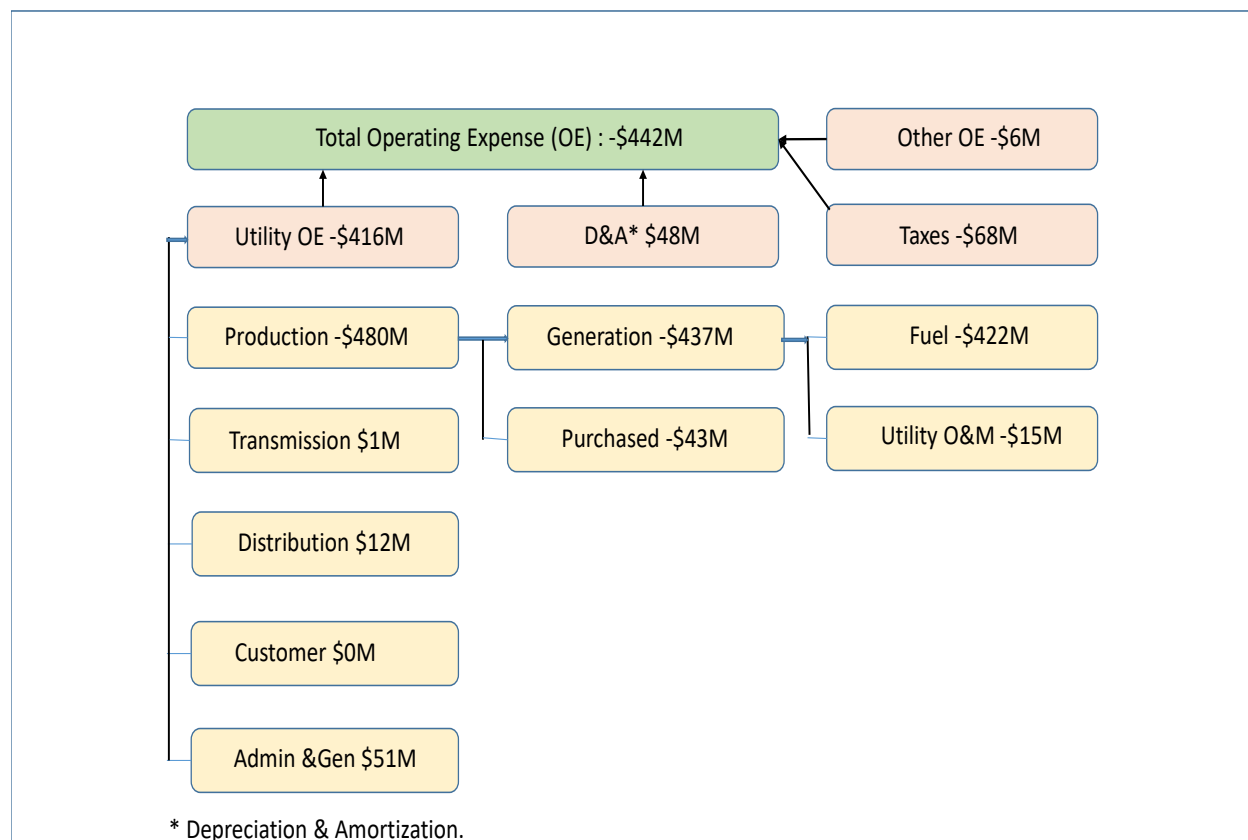 Total Operating Expense (OE) : -$442M
Other OE -$6M
Utility OE -$416M
D&A* $48M
Taxes -$68M
Production -$480M
Generation -$437M
Fuel -$422M
Transmission $1M
Purchased -$43M
Utility O&M -$15M
Distribution $12M
Customer $0M
Admin &Gen $51M
* Depreciation & Amortization.